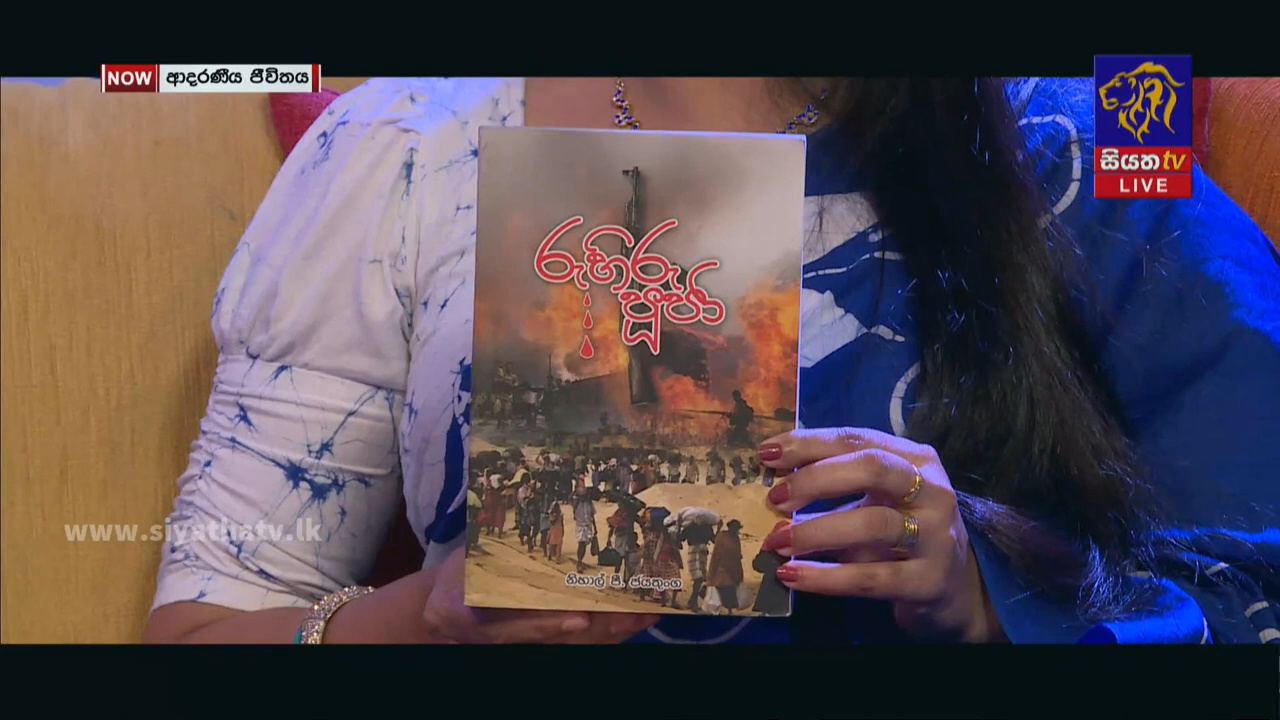 NOW ආදරණීය ජීවිතය
සියත tv
LIVE
රුහිරු
පූජා
www.siyathatv.lk
නිහාල් පී. ජයතුංග